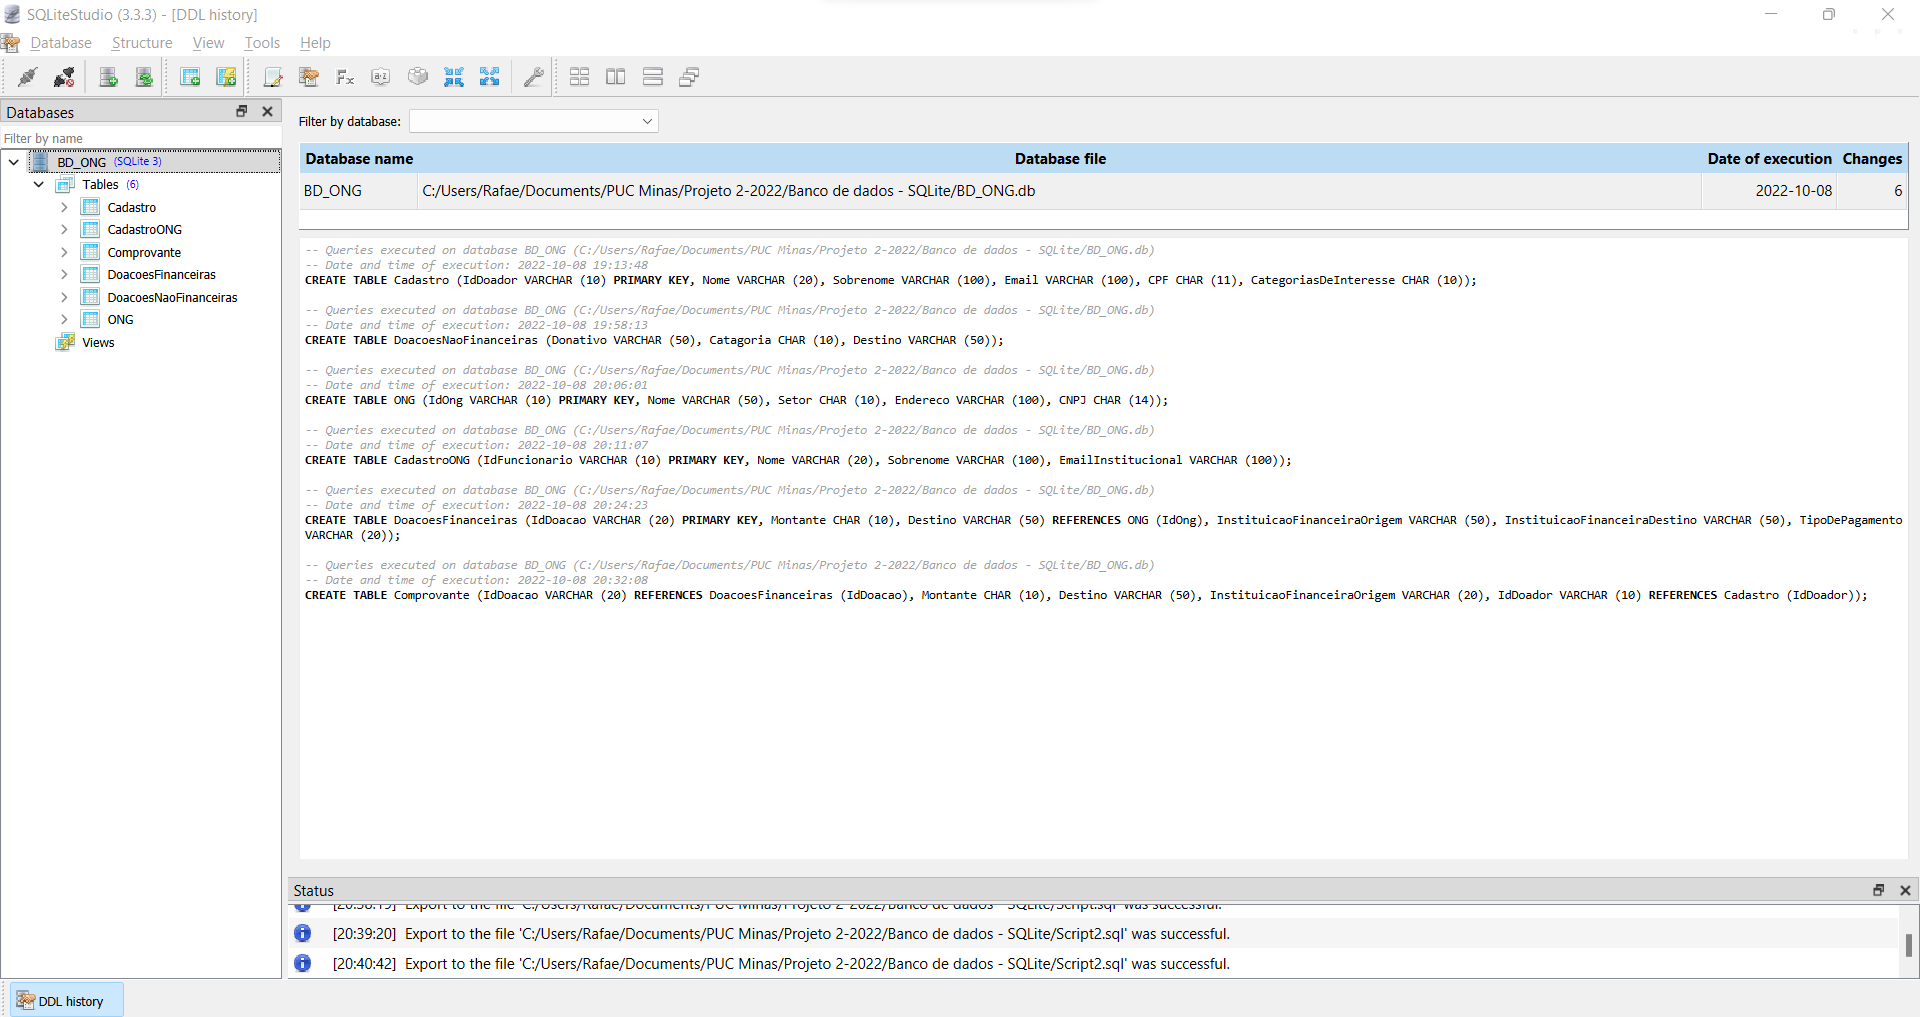 SQLiteStudio (3.3.3) - [DDL history]
Database Structure View Tools Help
Databases
Filter by name
BD_ONG (SQLite 3)
Tables (6)
Cadastro
CadastroONG
Comprovante
DoacoesFinanceiras
DoacoesNaoFinanceiras
ONG
Views
Filter by database:
Database name Database file Date of execution Changes
BD_ONG C:/Users/Rafae/Documents/PUC Minas/Projeto 2-2022/Banco de dados - SQLite/BD_ONG.db 2022-10-08 6
-- Queries executed on database BD_ONG (C:/Users/Rafae/Documents/PUC Minas/Projeto 2-2022/Banco de dados - SQLite/BD_ONG.db)
-- Date and time of execution: 2022-10-08 19:13:48
CREATE TABLE Cadastro (IdDoador VARCHAR (10) PRIMARY KEY, Nome VARCHAR (20), Sobrenome VARCHAR (100), Email VARCHAR (100), CPF CHAR (11), CategoriasDeInteresse CHAR (10));
-- Queries executed on database BD_ONG (C:/Users/Rafae/Documents/PUC Minas/Projeto 2-2022/Banco de dados - SQLite/BD_ONG.db)
-- Date and time of execution: 2022-10-08 19:58:13
CREATE TABLE DoacoesNaoFinanceiras (Donativo VARCHAR (50), Catagoria CHAR (10), Destino VARCHAR (50));
-- Queries executed on database BD_ONG (C:/Users/Rafae/Documents/PUC Minas/Projeto 2-2022/Banco de dados - SQLite/BD_ONG.db)
-- Date and time of execution: 2022-10-08 20:06:01
CREATE TABLE ONG (IdOng VARCHAR (10) PRIMARY KEY, Nome VARCHAR (50), Setor CHAR (10), Endereco VARCHAR (100), CNPJ CHAR (14));
-- Queries executed on database BD_ONG (C:/Users/Rafae/Documents/PUC Minas/Projeto 2-2022/Banco de dados - SQLite/BD_ONG.db)
-- Date and time of execution: 2022-10-08 20:11:07
CREATE TABLE CadastroONG (IdFuncionario VARCHAR (10) PRIMARY KEY, Nome VARCHAR (20), Sobrenome VARCHAR (100), EmailInstitucional VARCHAR (100));
-- Queries executed on database BD_ONG (C:/Users/Rafae/Documents/PUC Minas/Projeto 2-2022/Banco de dados - SQLite/BD_ONG.db)
-- Date and time of execution: 2022-10-08 20:24:23
CREATE TABLE DoacoesFinanceiras (IdDoacao VARCHAR (20) PRIMARY KEY, Montante CHAR (10), Destino VARCHAR (50) REFERENCES ONG (IdOng), InstituicaoFinanceiraOrigem VARCHAR (50), InstituicaoFinanceiraDestino VARCHAR (50), TipoDePagamento
VARCHAR (20));
-- Queries executed on database BD_ONG (C:/Users/Rafae/Documents/PUC Minas/Projeto 2-2022/Banco de dados - SQLite/BD_ONG.db)
-- Date and time of execution: 2022-10-08 20:32:08
CREATE TABLE Comprovante (IdDoacao VARCHAR (20) REFERENCES DoacoesFinanceiras (IdDoacao), Montante CHAR (10), Destino VARCHAR (50), InstituicaoFinanceiraOrigem VARCHAR (20), IdDoador VARCHAR (10) REFERENCES Cadastro (IdDoador));
Status
Export to the file 'C:/Users/Rafae/Documents/PUC Minas/Projeto 2-2022/Banco de dados - SQLite/Script.sql' was successful.
[20:39:20] Export to the file 'C:/Users/Rafae/Documents/PUC Minas/Projeto 2-2022/Banco de dados - SQLite/Script2.sql' was successful.
[20:40:42] Export to the file 'C:/Users/Rafae/Documents/PUC Minas/Projeto 2-2022/Banco de dados - SQLite/Script2.sql' was successful.
DDL history